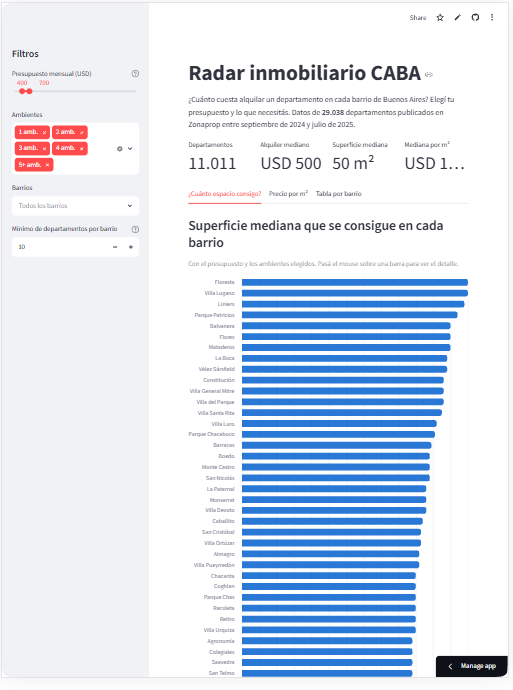 Share
Filtros
Presupuesto mensual (USD)
400 700
Ambientes
1 amb. × 2 amb. ×
3 amb. × 4 amb. ×
5+ amb. ×
Barrios
Todos los barrios
Mínimo de departamentos por barrio
10
Radar inmobiliario CABA
¿Cuánto cuesta alquilar un departamento en cada barrio de Buenos Aires? Elegí tu
presupuesto y lo que necesitás. Datos de 29.038 departamentos publicados en
Zonaprop entre septiembre de 2024 y julio de 2025.
Departamentos Alquiler mediano Superficie mediana Mediana por m²
11.011 USD 500 50 m² USD 1…
¿Cuánto espacio consigo? Precio por m² Tabla por barrio
Superficie mediana que se consigue en cada
barrio
Con el presupuesto y los ambientes elegidos. Pasá el mouse sobre una barra para ver el detalle.
Floresta
Villa Lugano
Liniers
Parque Patricios
Balvanera
Flores
Mataderos
La Boca
Vélez Sársfield
Constitución
Villa General Mitre
Villa del Parque
Villa Santa Rita
Villa Luro
Parque Chacabuco
Barracas
Boedo
Monte Castro
San Nicolás
La Paternal
Monserrat
Villa Devoto
Caballito
San Cristóbal
Villa Ortúzar
Almagro
Villa Pueyrredón
Chacarita
Coghlan
Parque Chas
Recoleta
Retiro
Villa Urquiza
Agronomía
Colegiales
Saavedra
San Telmo
Manage app